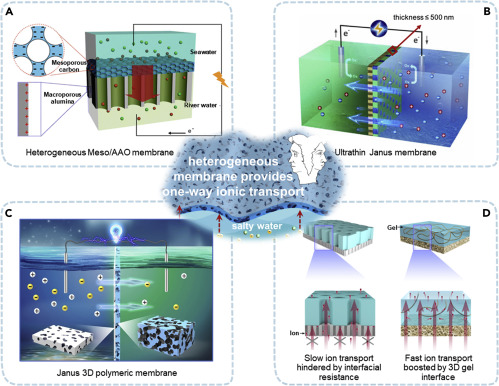 A
Seawater
Mesoporous
carbon
Macroporous
alumina
River water
e-
Heterogeneous Meso/AAO membrane
B
thickness ≤ 500 nm
e-
e-
Ultrathin Janus membrane
heterogeneous
membrane provides
one-way ionic transport
salty water
C
Janus 3D polymeric membrane
D
Gel
Ion
Slow ion transport
hindered by interfacial
resistance
Fast ion transport
boosted by 3D gel
interface